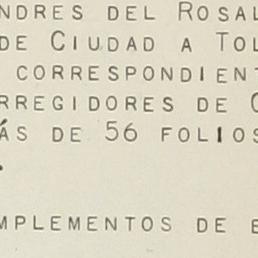 NDRES DEL ROSAL
DE CIUDAD A TOL
CORRESPONDIENT
RREGIDORES DE C
ÁS DE 56 FOLIOS
MPLEMENTOS DE E